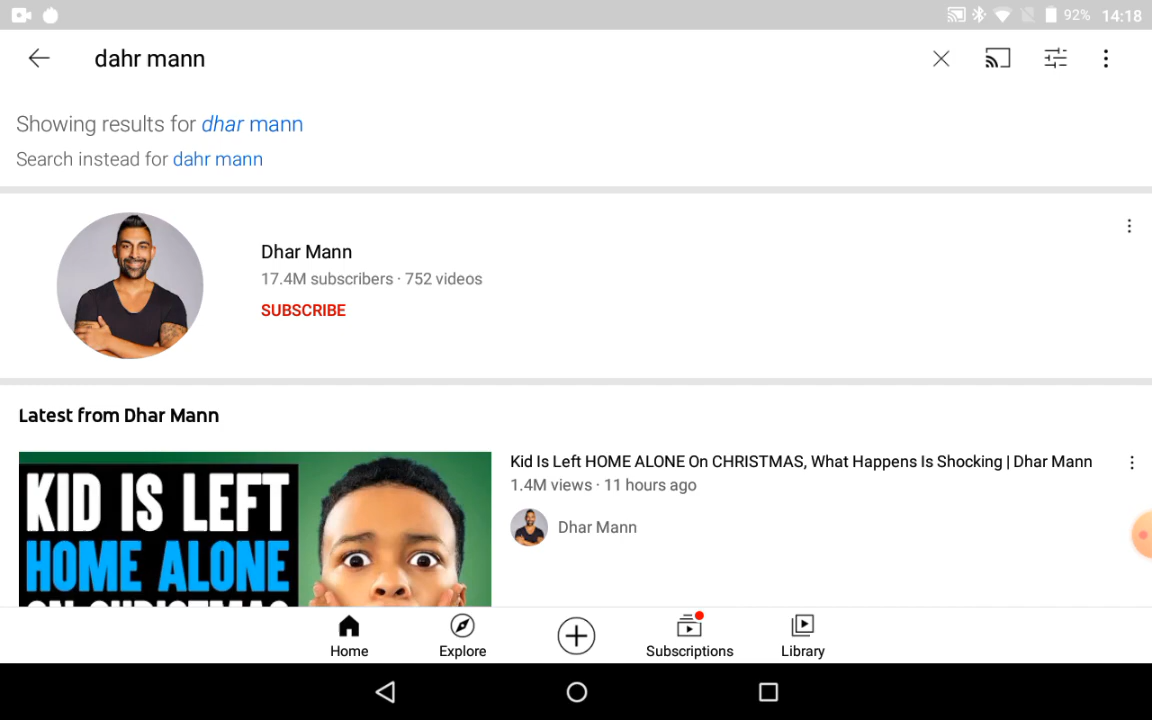 92% 14:18
dahr mann
Showing results for dhar mann
Search instead for dahr mann
Dhar Mann
17.4M subscribers · 752 videos
SUBSCRIBE
Latest from Dhar Mann
KID IS LEFT
HOME ALONE
ON CHRISTMAS
Kid Is Left HOME ALONE On CHRISTMAS, What Happens Is Shocking | Dhar Mann
1.4M views · 11 hours ago
Dhar Mann
Home Explore Subscriptions Library